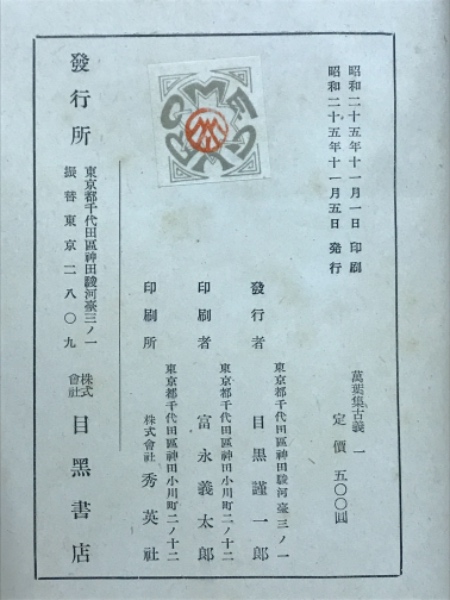 昭和二十五年十一月一日 印刷
昭和二十五年十一月五日 発行
萬葉集古義 一
定價 五〇〇圓
東京都千代田區神田駿河臺三ノ一
發行者 目黑謹一郎
東京都千代田區神田小川町二ノ十二
印刷者 富永義太郎
東京都千代田區神田小川町二ノ十二
印刷所 株式會社 秀英社
發行所
東京都千代田區神田駿河臺三ノ一
振替東京二八〇九
株式會社 目黑書店